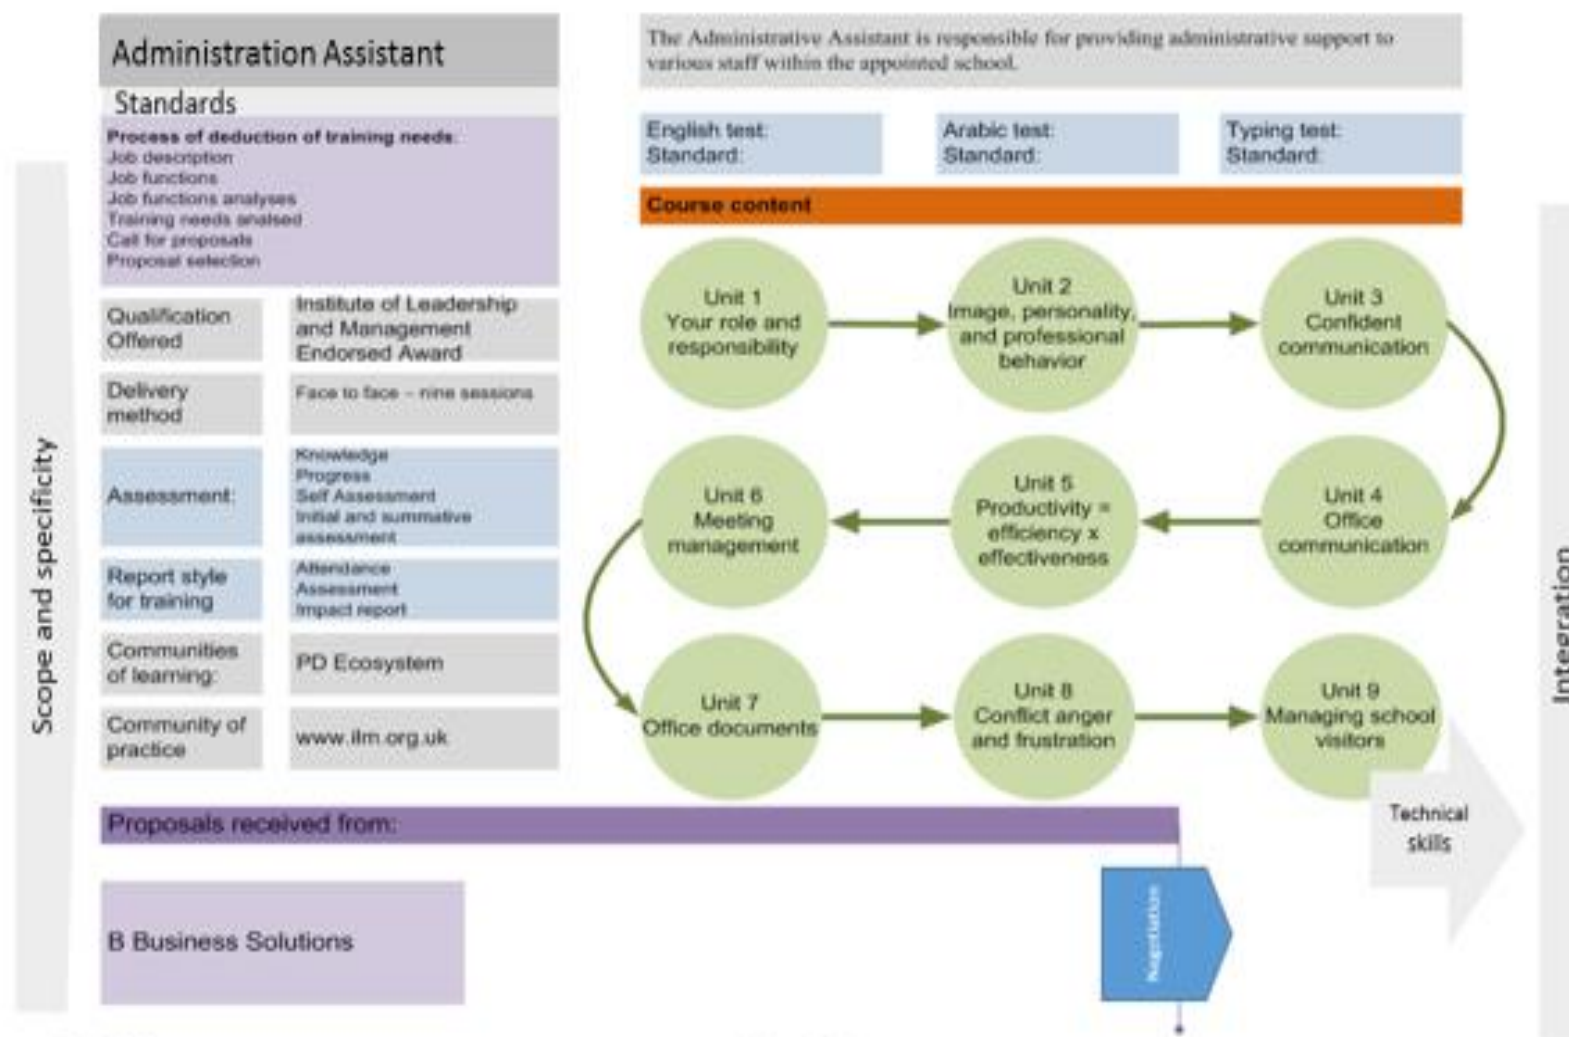 Administration Assistant
Standards
Process of deduction of training needs:
Job description
Job functions
Job functions analyses
Training needs analsed
Call for proposals
Proposal selection
Qualification
Offered
Institute of Leadership
and Management
Endorsed Award
Delivery
method
Face to face – nine sessions
Assessment:
Knowledge
Progress
Self Assessment
Initial and summative
assessment
Report style
for training
Attendance
Assessment
Impact report
Communities
of learning:
PD Ecosystem
Community of
practice
www.ilm.org.uk
Proposals received from:
B Business Solutions
Scope and specificity
The Administrative Assistant is responsible for providing administrative support to
various staff within the appointed school.
English test:
Standard:
Arabic test:
Standard:
Typing test:
Standard:
Course content
Unit 1
Your role and
responsibility
Unit 2
Image, personality,
and professional
behavior
Unit 3
Confident
communication
Unit 4
Office
communication
Unit 5
Productivity =
efficiency x
effectiveness
Unit 6
Meeting
management
Unit 7
Office documents
Unit 8
Conflict anger
and frustration
Unit 9
Managing school
visitors
Technical
skills
Negotiation
Integration